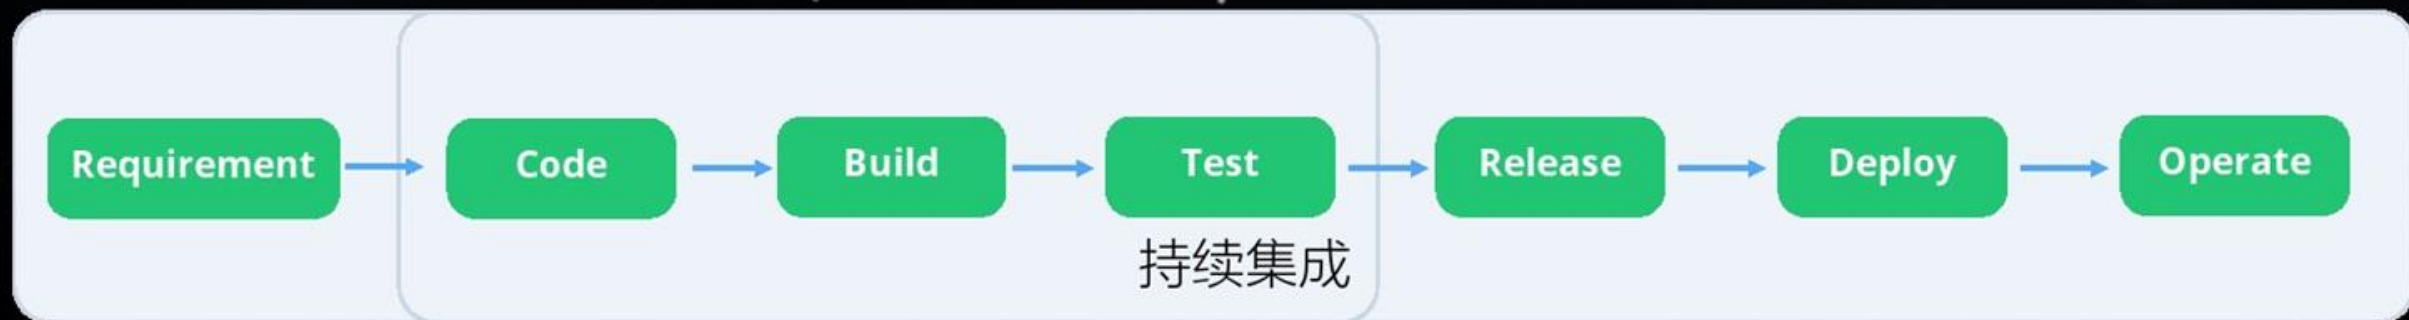 Requirement
Code
Build
Test
Release
Deploy
Operate
持续集成